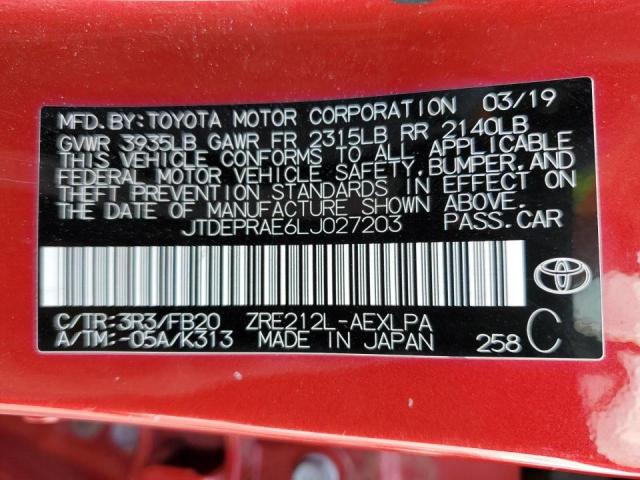 MFD.BY:TOYOTA MOTOR CORPORATION 03/19
GVWR 3935LB GAWR FR 2315LB RR 2140LB
THIS VEHICLE CONFORMS TO ALL APPLICABLE
FEDERAL MOTOR VEHICLE SAFETY,BUMPER,AND
THEFT PREVENTION STANDARDS IN EFFECT ON
THE DATE OF MANUFACTURE SHOWN ABOVE.
JTDEPRAE6LJ027203 PASS.CAR
C/TR:3R3/FB20 ZRE212L-AEXLPA
A/TM:-05A/K313 MADE IN JAPAN 258 C